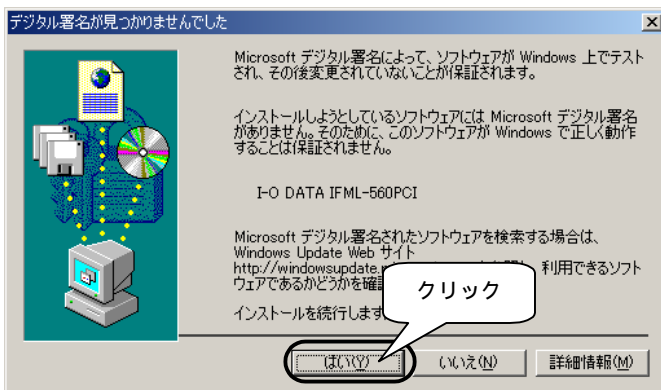 デジタル署名が見つかりませんでした
Microsoft デジタル署名によって、ソフトウェアが Windows 上でテスト
され、その後変更されていないことが保証されます。
インストールしようとしているソフトウェアには Microsoft デジタル署名
がありません。そのために、このソフトウェアが Windows で正しく動作
することは保証されません。
I-O DATA IFML-560PCI
Microsoft デジタル署名されたソフトウェアを検索する場合は、
Windows Update Web サイト
http://windowsupdate. 利用できるソフト
ウェアであるかどうかを確認
インストールを続行します
クリック
はい(Y) いいえ(N) 詳細情報(M)